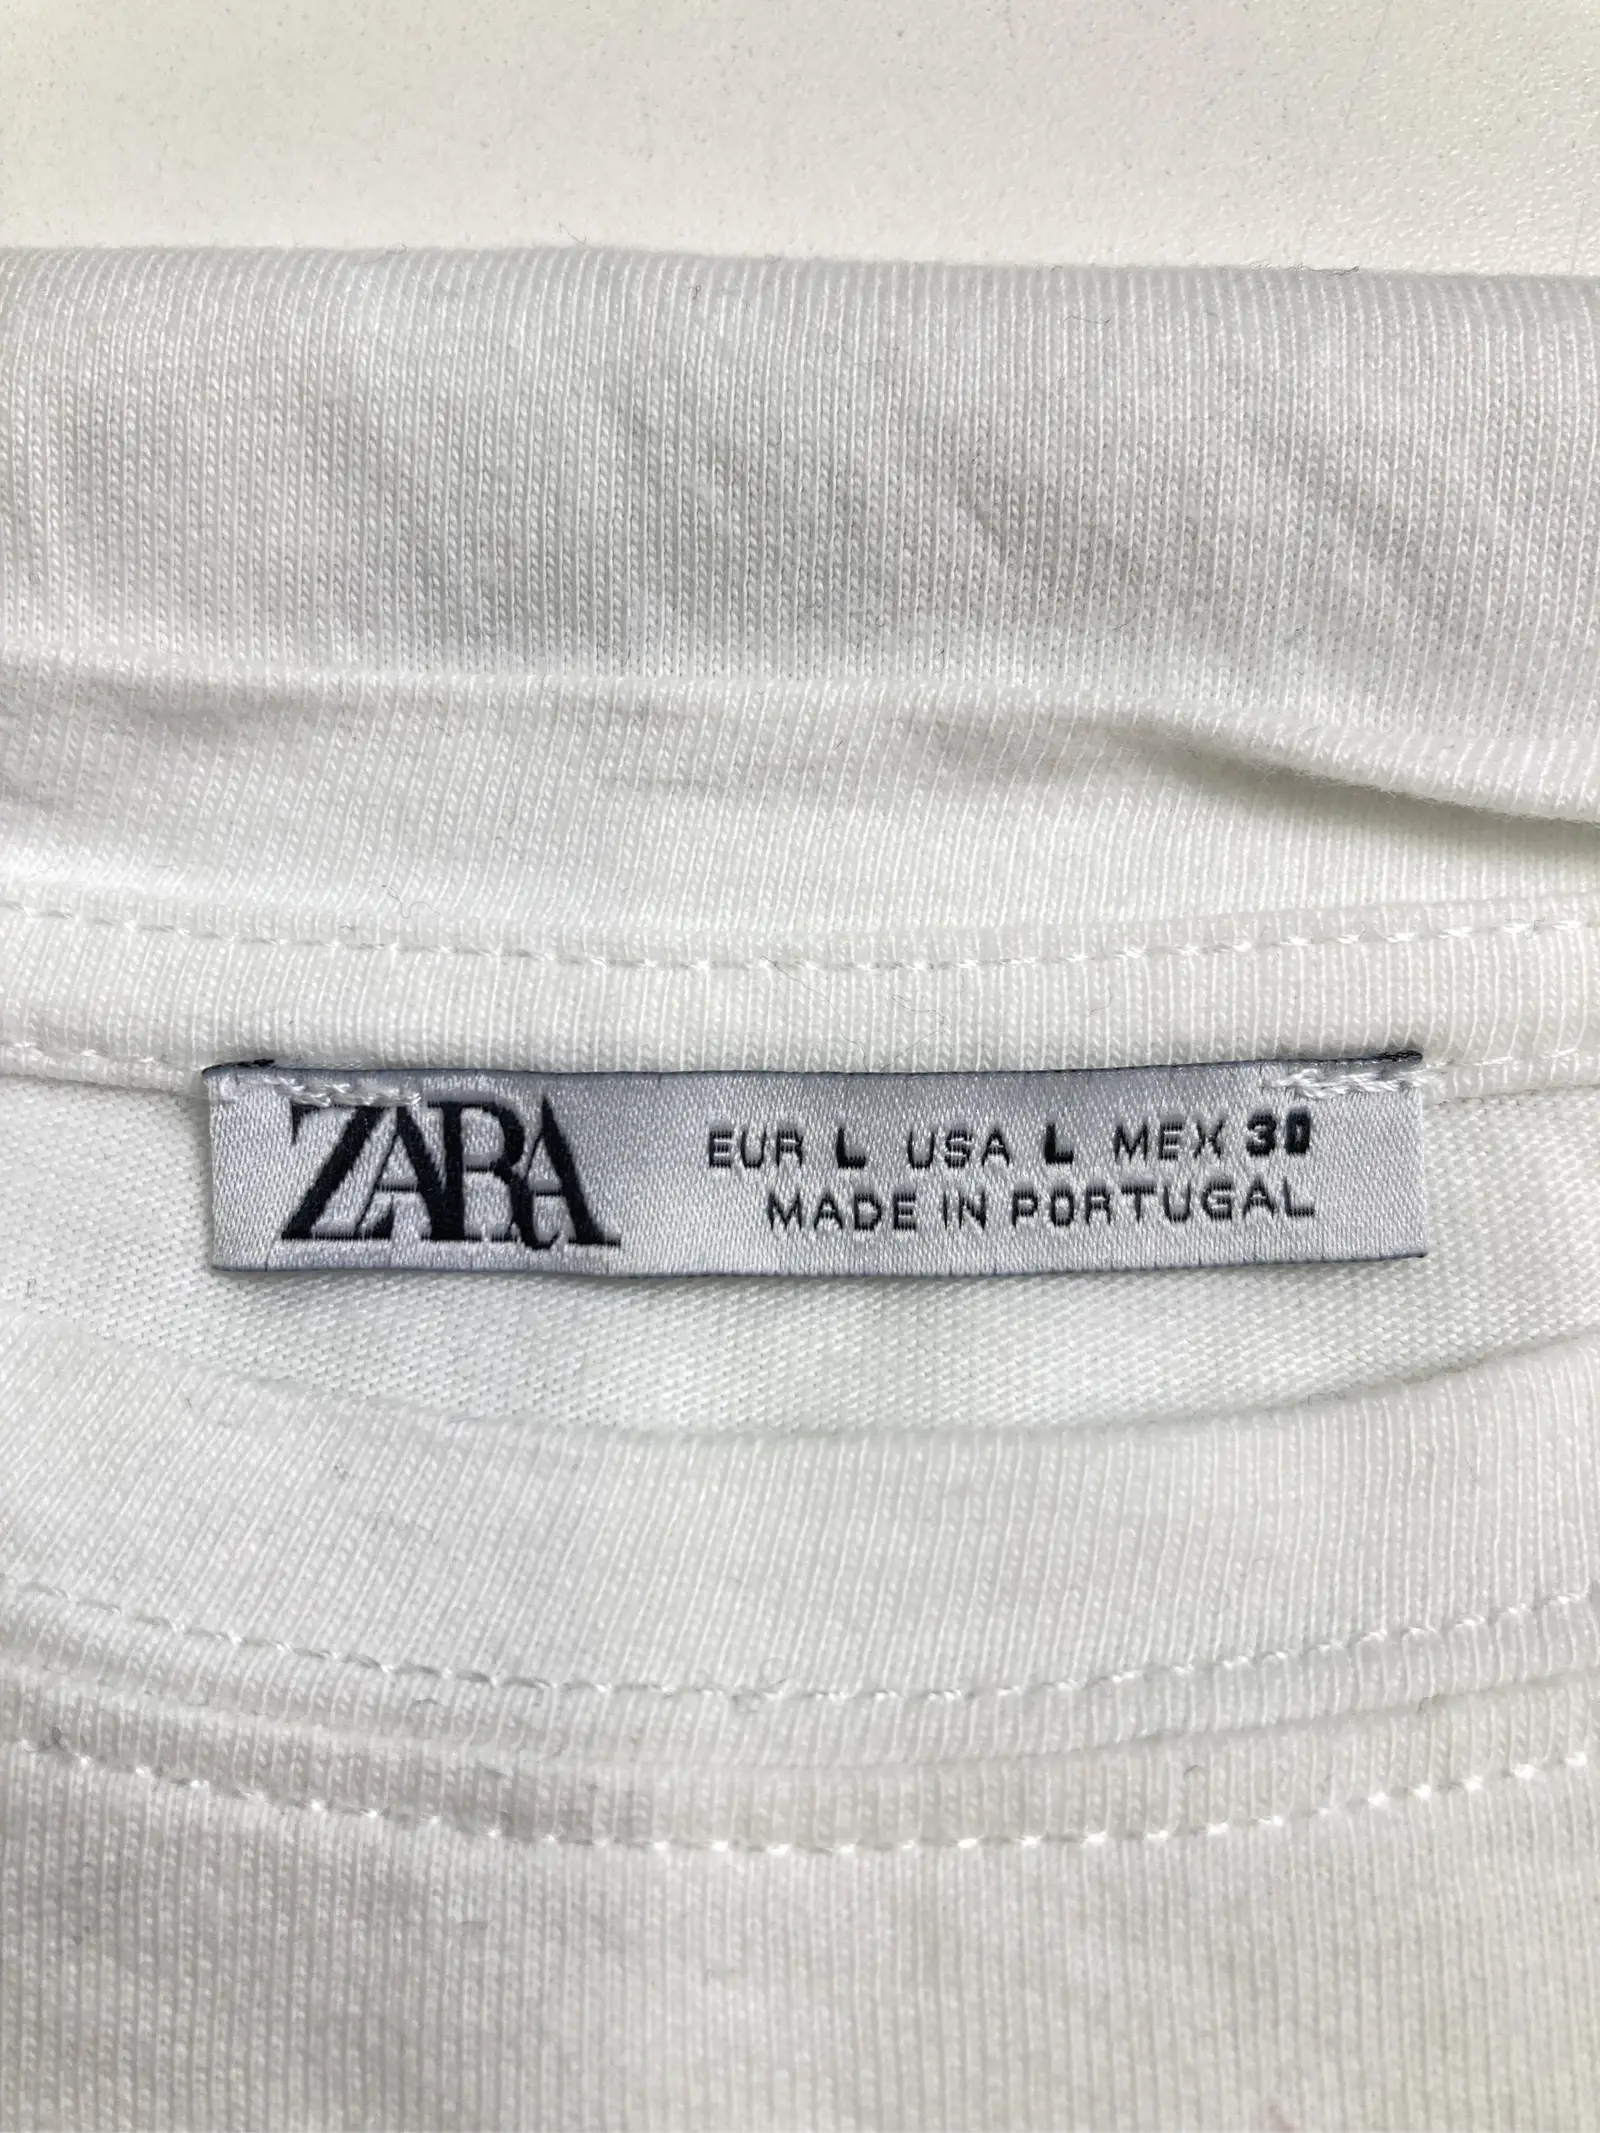 ZARA
EUR L USA L MEX 30
MADE IN PORTUGAL